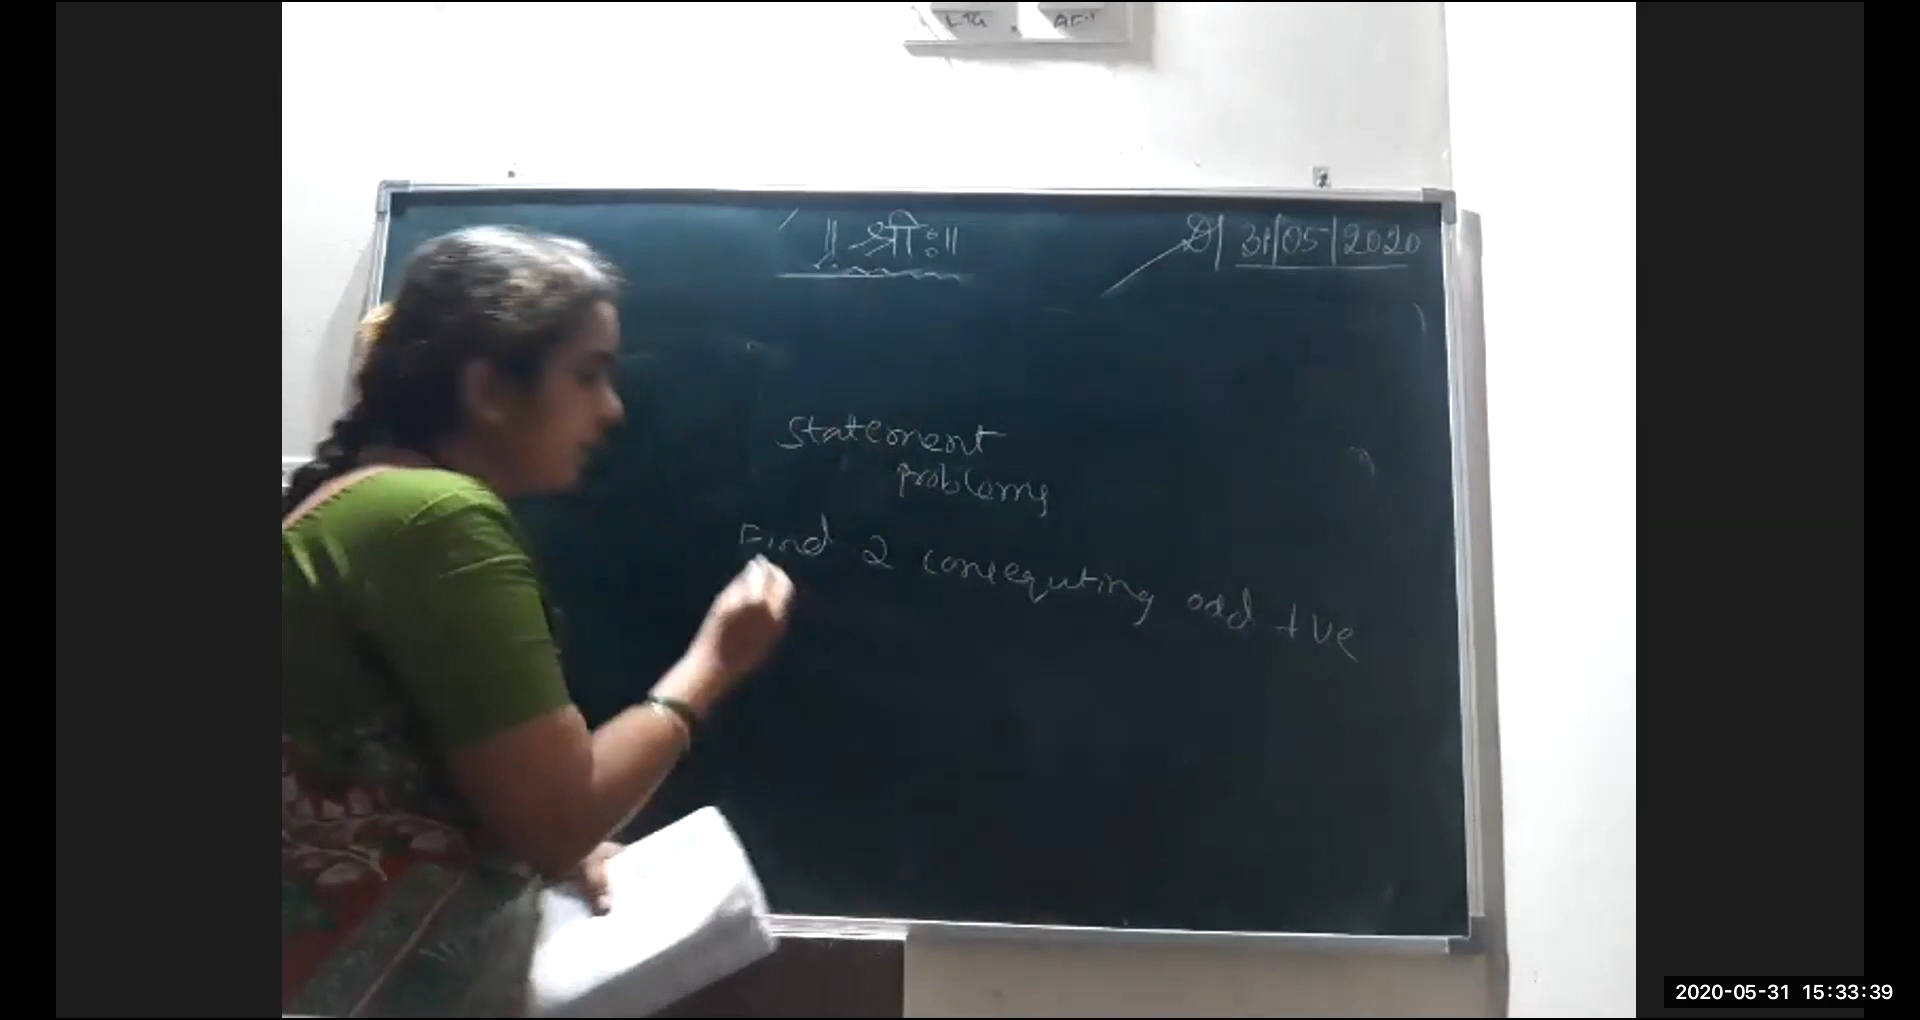 ॥ श्रीः ॥
D| 31|05|2020
Statement
problems
Find 2 consequting odd +ve
2020-05-31 15:33:39